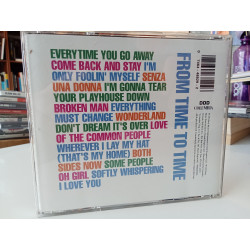 EVERYTIME YOU GO AWAY
COME BACK AND STAY I'M
ONLY FOOLIN' MYSELF SENZA
UNA DONNA I'M GONNA TEAR
YOUR PLAYHOUSE DOWN
BROKEN MAN EVERYTHING
MUST CHANGE WONDERLAND
DON'T DREAM IT'S OVER LOVE
OF THE COMMON PEOPLE
WHEREVER I LAY MY HAT
(THAT'S MY HOME) BOTH
SIDES NOW SOME PEOPLE
OH GIRL SOFTLY WHISPERING
I LOVE YOU
FROM TIME TO TIME
DDD